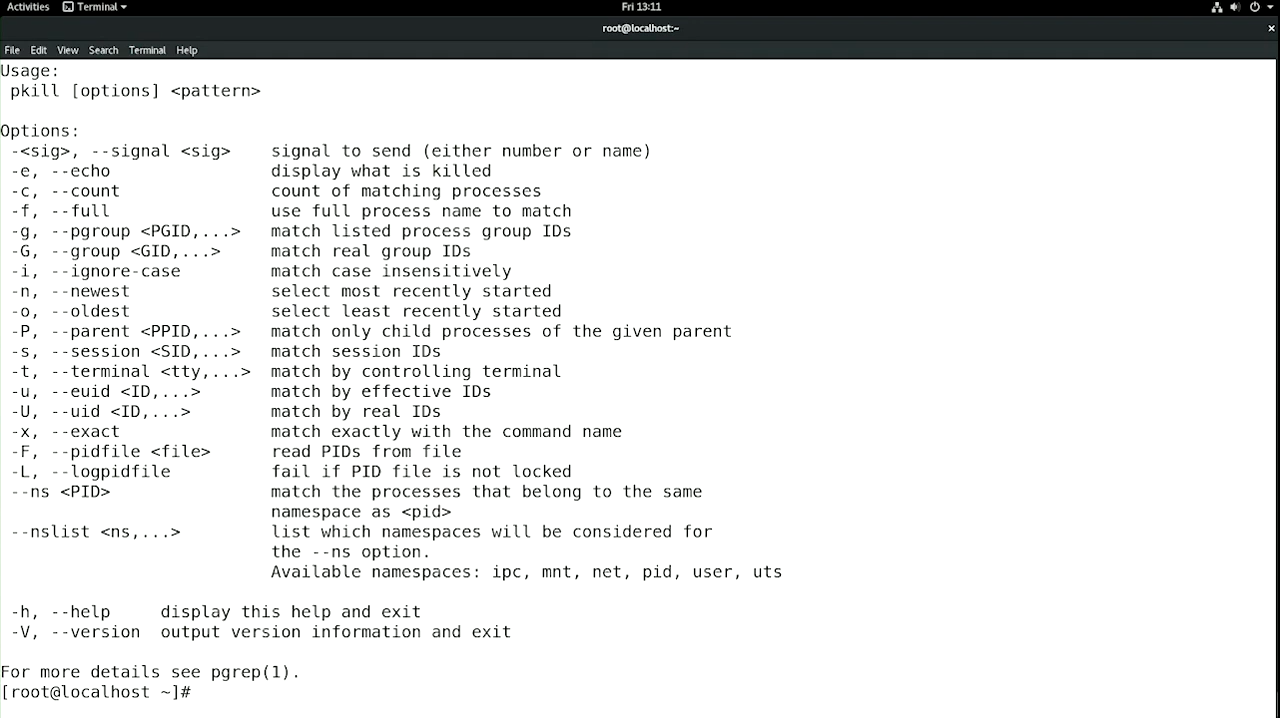 Activities Terminal Fri 13:11
root@localhost:~ ×
File Edit View Search Terminal Help
Usage:
 pkill [options] <pattern>

Options:
 -<sig>, --signal <sig>    signal to send (either number or name)
 -e, --echo                display what is killed
 -c, --count               count of matching processes
 -f, --full                use full process name to match
 -g, --pgroup <PGID,...>   match listed process group IDs
 -G, --group <GID,...>     match real group IDs
 -i, --ignore-case         match case insensitively
 -n, --newest              select most recently started
 -o, --oldest              select least recently started
 -P, --parent <PPID,...>   match only child processes of the given parent
 -s, --session <SID,...>   match session IDs
 -t, --terminal <tty,...>  match by controlling terminal
 -u, --euid <ID,...>       match by effective IDs
 -U, --uid <ID,...>        match by real IDs
 -x, --exact               match exactly with the command name
 -F, --pidfile <file>      read PIDs from file
 -L, --logpidfile          fail if PID file is not locked
 --ns <PID>                match the processes that belong to the same
                           namespace as <pid>
 --nslist <ns,...>         list which namespaces will be considered for
                           the --ns option.
                           Available namespaces: ipc, mnt, net, pid, user, uts

 -h, --help     display this help and exit
 -V, --version  output version information and exit

For more details see pgrep(1).
[root@localhost ~]#